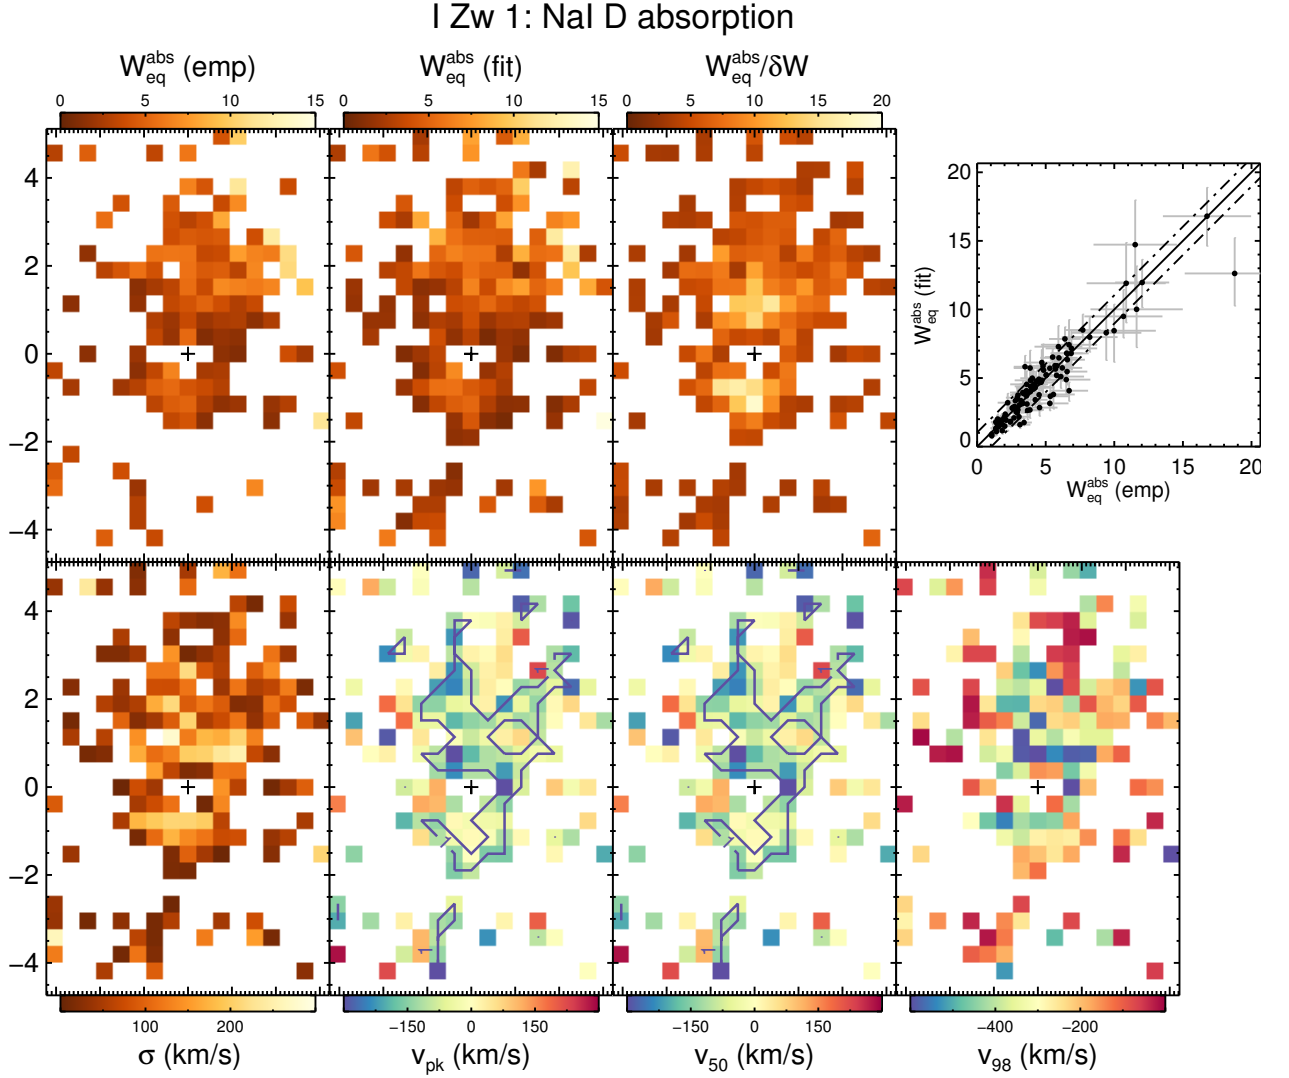 I Zw 1: NaI D absorption
W_eq^abs (emp) W_eq^abs (fit) W_eq^abs/δW
0 5 10 15 0 5 10 15 0 5 10 15 20
4
2
0
−2
−4
20
15
10
5
0
W_eq^abs (fit)
0 5 10 15 20
W_eq^abs (emp)
4
2
0
−2
−4
100 200 −150 0 150 −150 0 150 −400 −200
σ (km/s) v_pk (km/s) v_50 (km/s) v_98 (km/s)